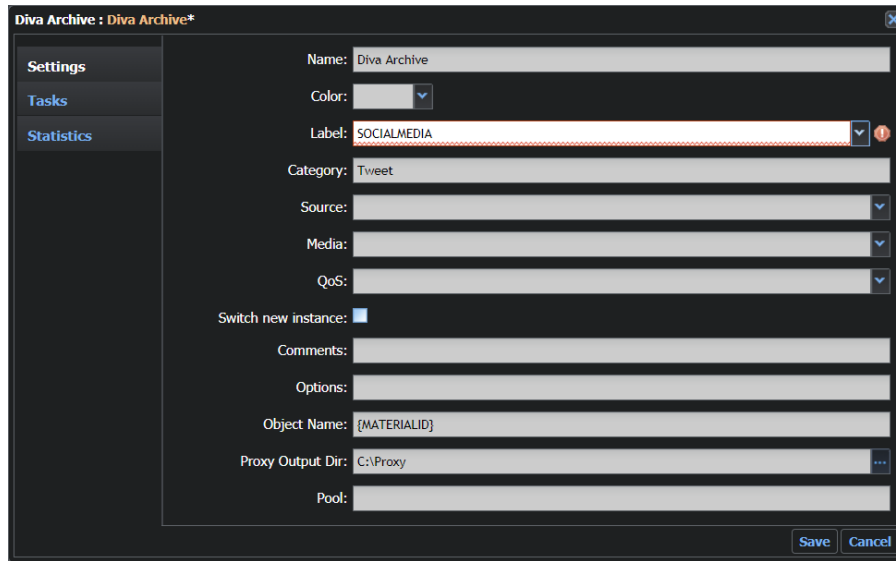 Diva Archive : Diva Archive*
Settings
Tasks
Statistics
Name: Diva Archive
Color:
Label: SOCIALMEDIA
Category: Tweet
Source:
Media:
QoS:
Switch new instance:
Comments:
Options:
Object Name: {MATERIALID}
Proxy Output Dir: C:\Proxy ...
Pool:
Save Cancel